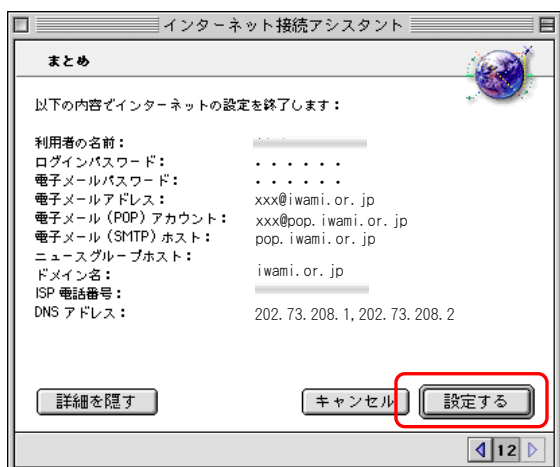 インターネット接続アシスタント
まとめ
以下の内容でインターネットの設定を終了します：
利用者の名前：
ログインパスワード： ・・・・・・
電子メールパスワード： ・・・・・・
電子メールアドレス： xxx@iwami.or.jp
電子メール（POP）アカウント： xxx@pop.iwami.or.jp
電子メール（SMTP）ホスト： pop.iwami.or.jp
ニュースグループホスト：
ドメイン名： iwami.or.jp
ISP 電話番号：
DNS アドレス： 202.73.208.1,202.73.208.2
詳細を隠す キャンセル 設定する
12